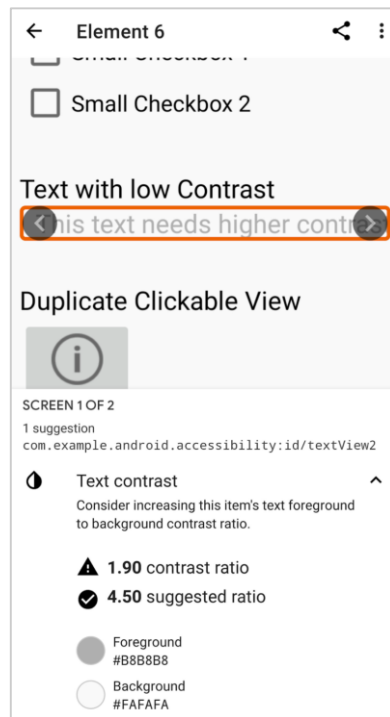 Element 6
Small Checkbox 2
Text with low Contrast
This text needs higher contrast
Duplicate Clickable View
SCREEN 1 OF 2
1 suggestion
com.example.android.accessibility:id/textView2
Text contrast
Consider increasing this item's text foreground
to background contrast ratio.
1.90 contrast ratio
4.50 suggested ratio
Foreground
#B8B8B8
Background
#FAFAFA